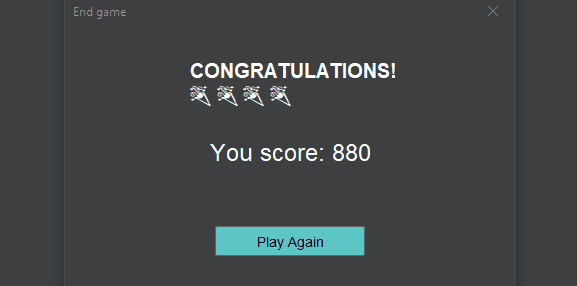 End game
CONGRATULATIONS!
🎉 🎉 🎉 🎉
You score: 880
Play Again